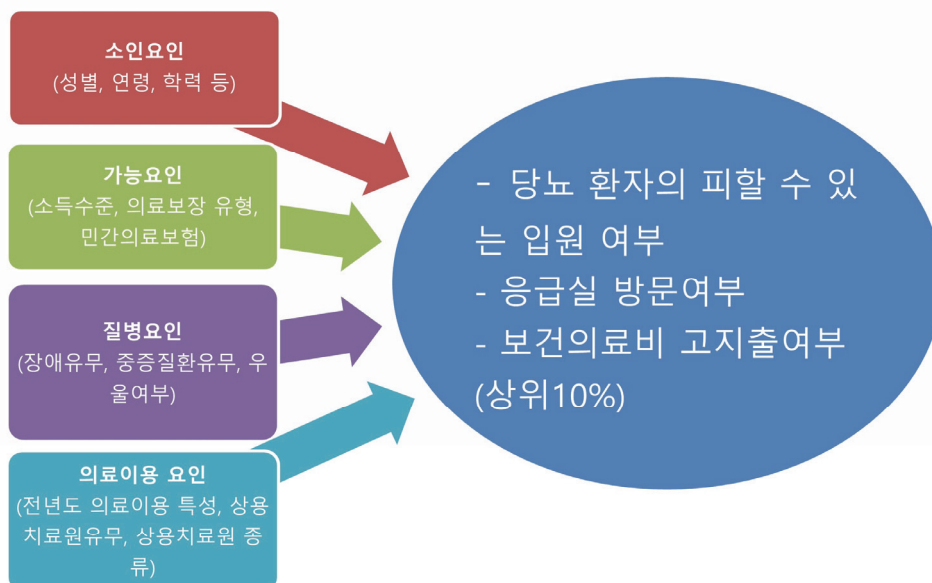 소인요인
(성별, 연령, 학력 등)
가능요인
(소득수준, 의료보장 유형,
민간의료보험)
질병요인
(장애유무, 중증질환유무, 우
울여부)
의료이용 요인
(전년도 의료이용 특성, 상용
치료원유무, 상용치료원 종
류)
- 당뇨 환자의 피할 수 있
는 입원 여부
- 응급실 방문여부
- 보건의료비 고지출여부
(상위10%)